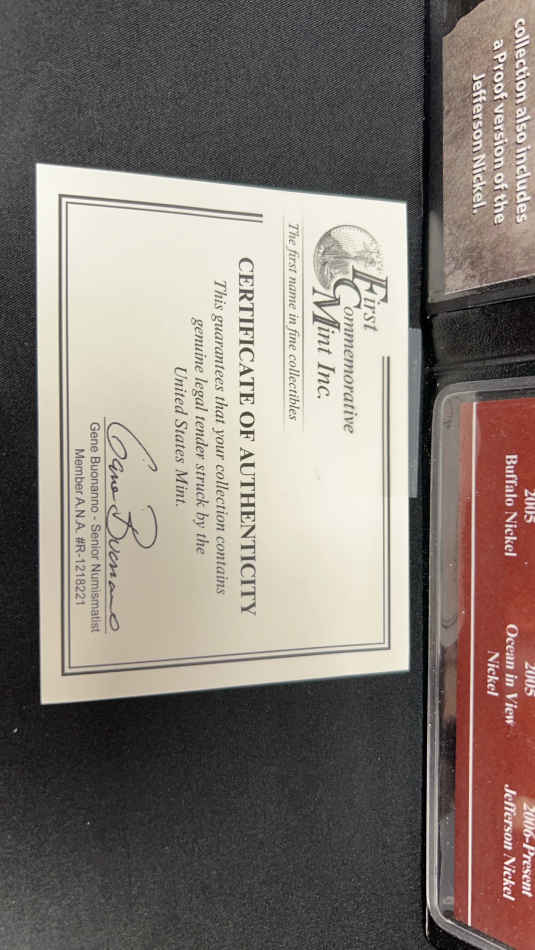 collection also includes
a Proof version of the
Jefferson Nickel.
First
Commemorative
Mint Inc.
The first name in fine collectibles
CERTIFICATE OF AUTHENTICITY
This guarantees that your collection contains
genuine legal tender struck by the
United States Mint.
Gene Buonanno
Gene Buonanno - Senior Numismatist
Member A.N.A. #R-1218221
2005
Buffalo Nickel
2005
Ocean in View
Nickel
2006-Present
Jefferson Nickel